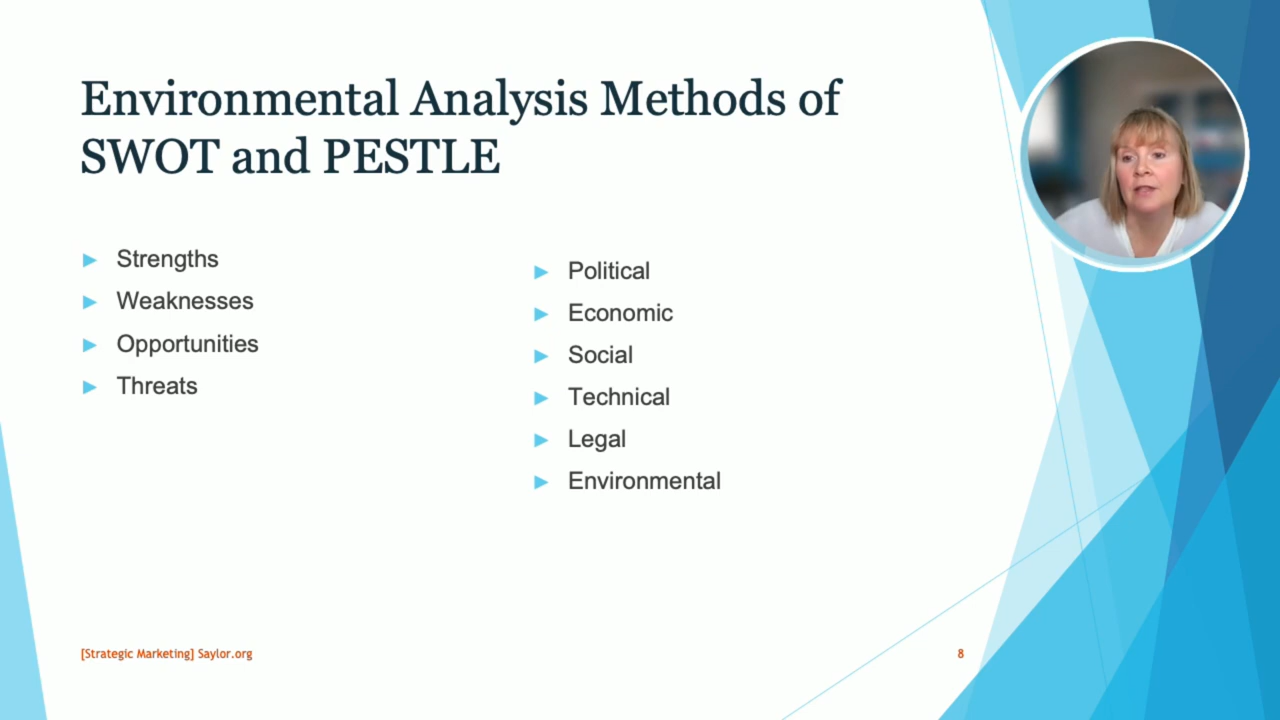 Environmental Analysis Methods of
SWOT and PESTLE
Strengths
Weaknesses
Opportunities
Threats
Political
Economic
Social
Technical
Legal
Environmental
[Strategic Marketing] Saylor.org
8